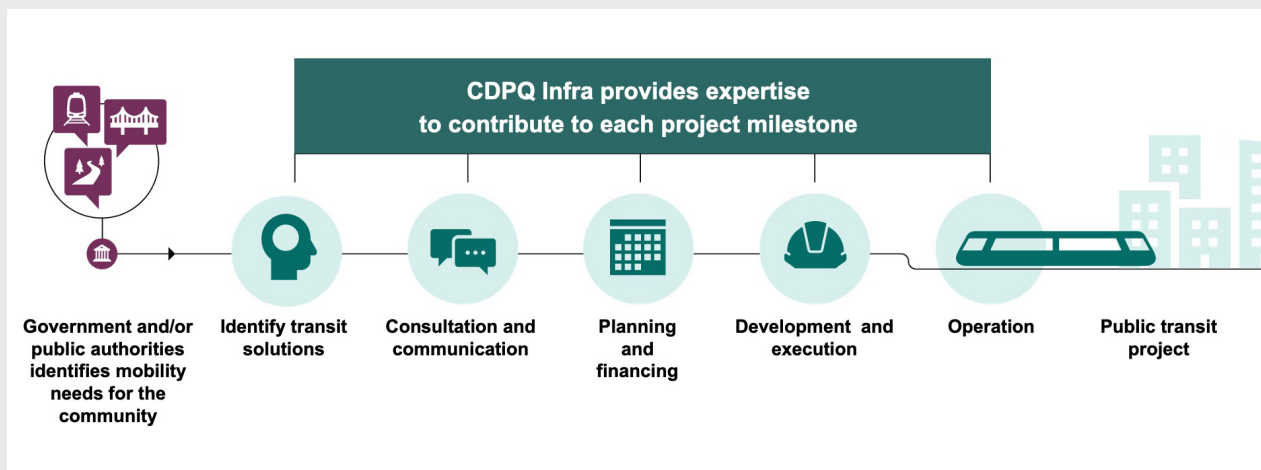 CDPQ Infra provides expertise
to contribute to each project milestone
Government and/or
public authorities
identifies mobility
needs for the
community
Identify transit
solutions
Consultation and
communication
Planning
and
financing
Development and
execution
Operation
Public transit
project